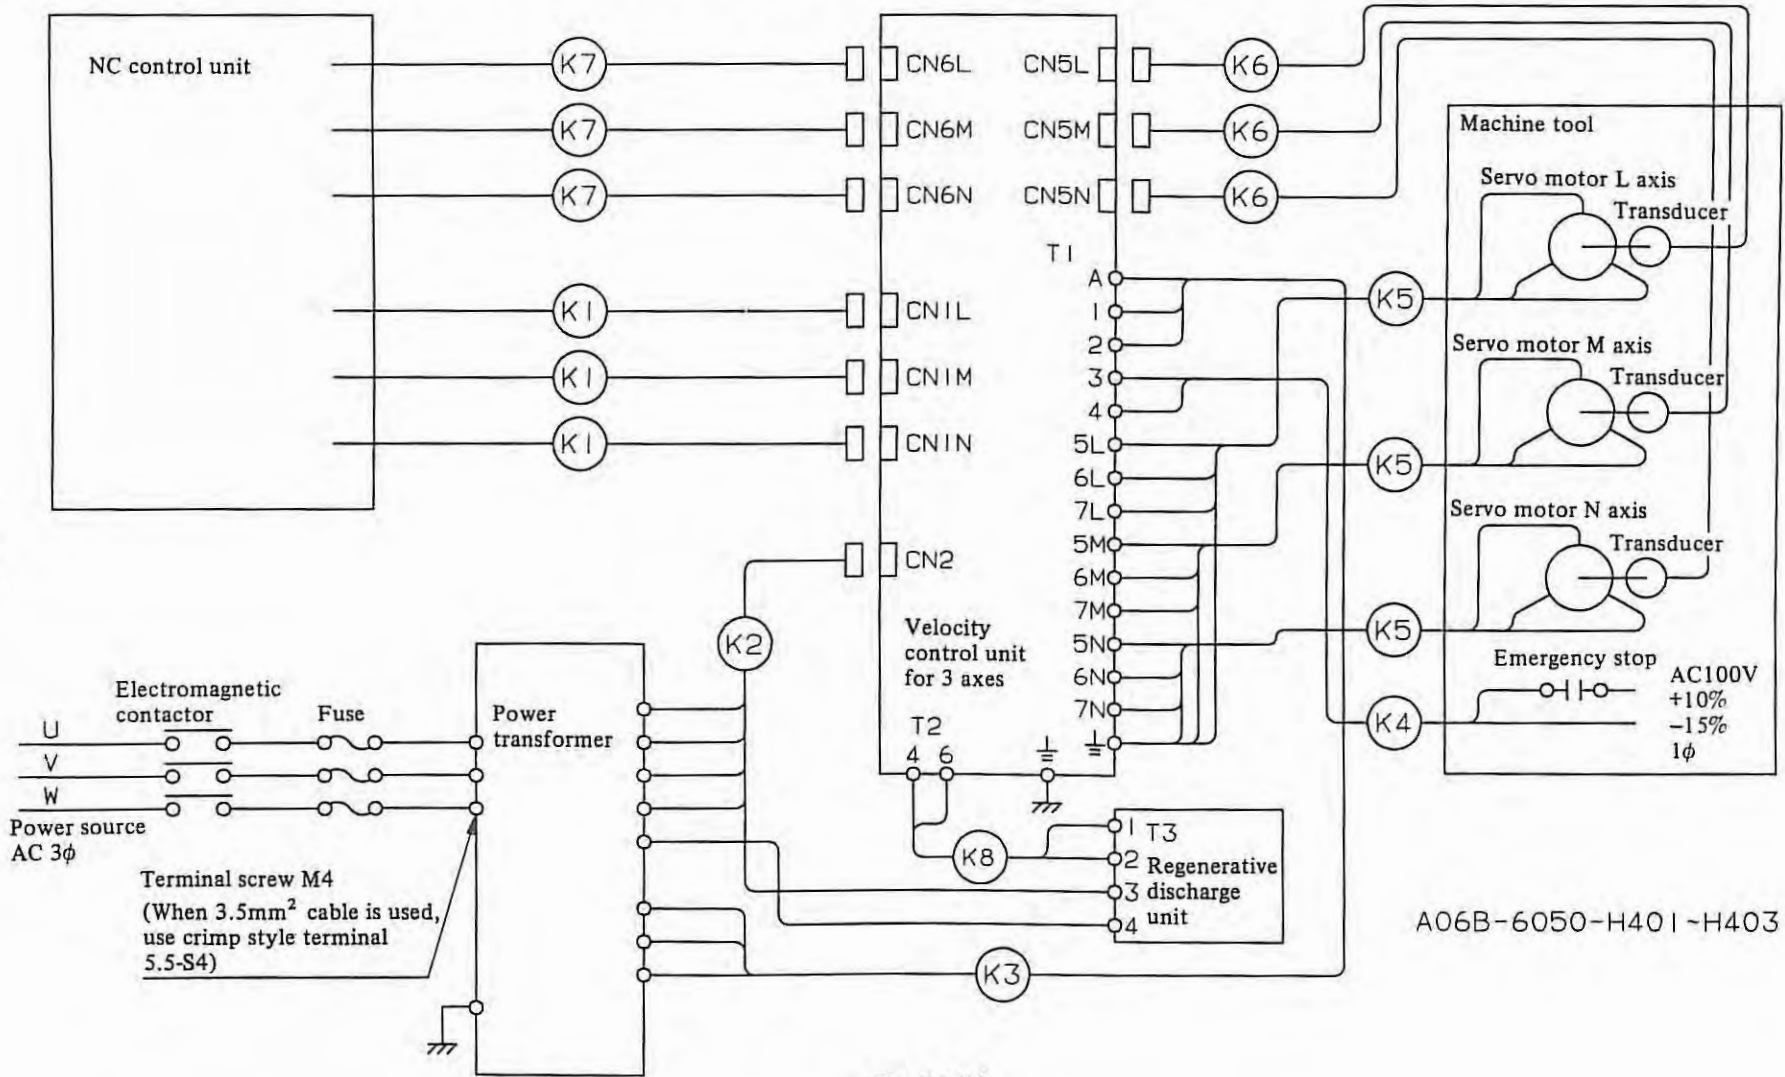 NC control unit
K7
K7
K7
K1
K1
K1
CN6L
CN6M
CN6N
CN1L
CN1M
CN1N
CN2
CN5L
CN5M
CN5N
K6
K6
K6
T1
A
1
2
3
4
5L
6L
7L
5M
6M
7M
5N
6N
7N
Velocity
control unit
for 3 axes
T2
4 6
K5
K5
K5
K4
Machine tool
Servo motor L axis
Transducer
Servo motor M axis
Transducer
Servo motor N axis
Transducer
Emergency stop
AC100V
+10%
−15%
1ϕ
K2
Electromagnetic
contactor
Fuse
Power
transformer
U
V
W
Power source
AC 3ϕ
Terminal screw M4
(When 3.5mm² cable is used,
use crimp style terminal
5.5-S4)
K8
K3
1 T3
2 Regenerative
3 discharge
4 unit
A06B-6050-H401~H403